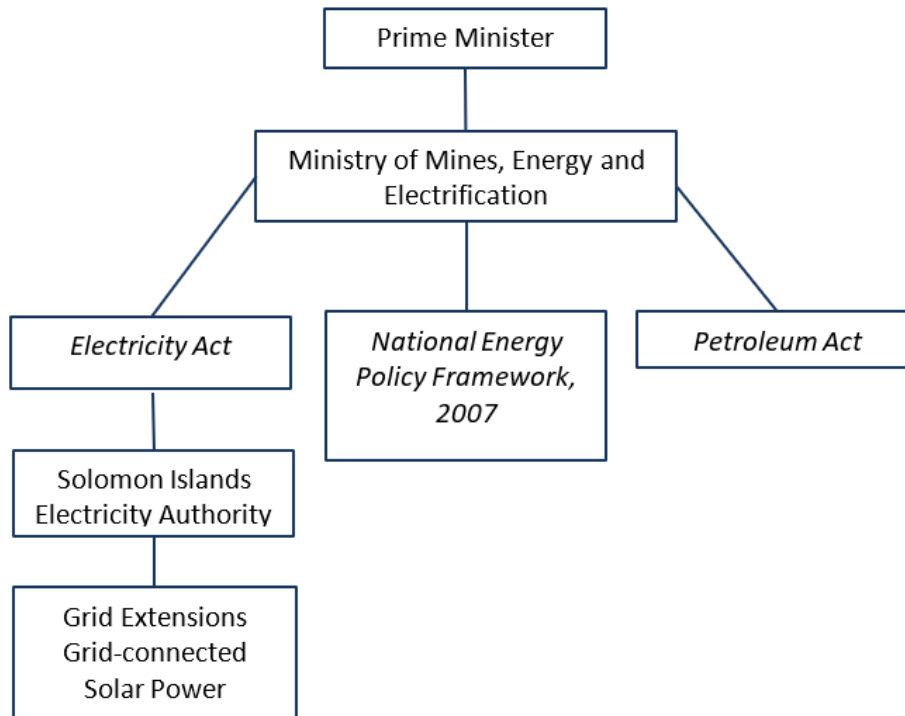 Prime Minister
Ministry of Mines, Energy and
Electrification
Electricity Act
National Energy
Policy Framework,
2007
Petroleum Act
Solomon Islands
Electricity Authority
Grid Extensions
Grid-connected
Solar Power